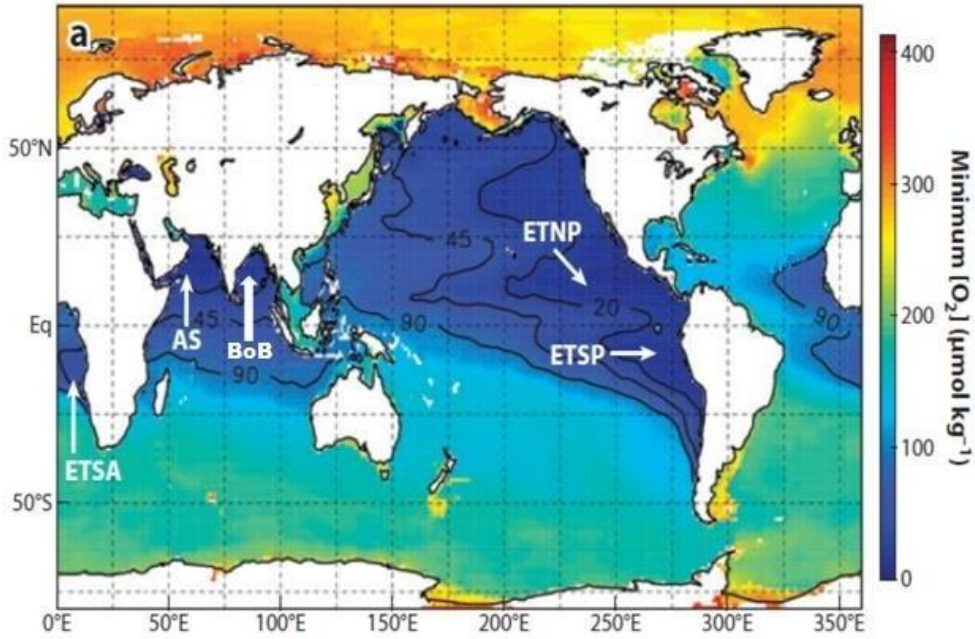 a
400
300
200
100
0
Minimum [O₂] (μmol kg⁻¹)
50°N
Eq
50°S
ETNP
45
20
ETSP
90
45
AS
BoB
90
90
ETSA
0°E
50°E
100°E
150°E
200°E
250°E
300°E
350°E